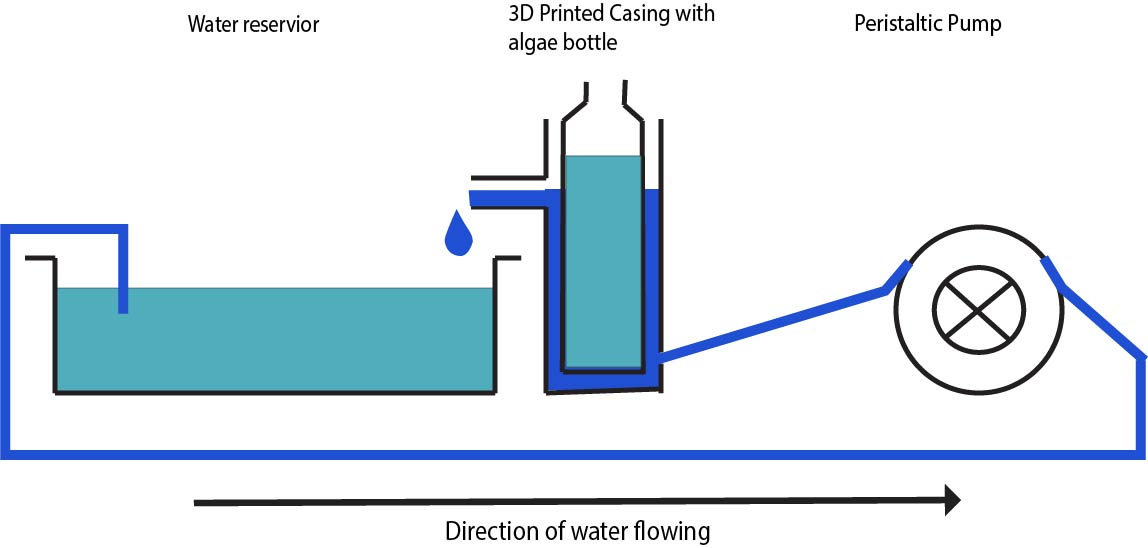 Water reservior
3D Printed Casing with
algae bottle
Peristaltic Pump
Direction of water flowing